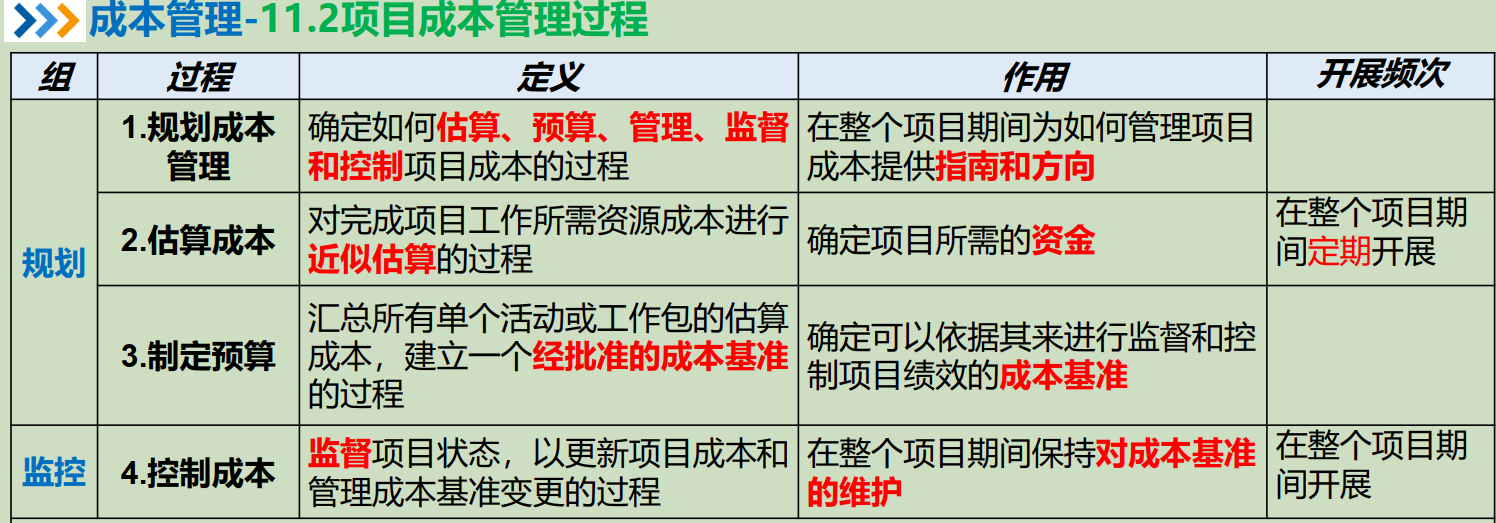 成本管理-11.2项目成本管理过程
组 过程 定义 作用 开展频次
规划
1.规划成本
管理
确定如何估算、预算、管理、监督
和控制项目成本的过程
在整个项目期间为如何管理项目
成本提供指南和方向
2.估算成本
对完成项目工作所需资源成本进行
近似估算的过程
确定项目所需的资金
在整个项目期
间定期开展
3.制定预算
汇总所有单个活动或工作包的估算
成本，建立一个经批准的成本基准
的过程
确定可以依据其来进行监督和控
制项目绩效的成本基准
监控
4.控制成本
监督项目状态，以更新项目成本和
管理成本基准变更的过程
在整个项目期间保持对成本基准
的维护
在整个项目期
间开展